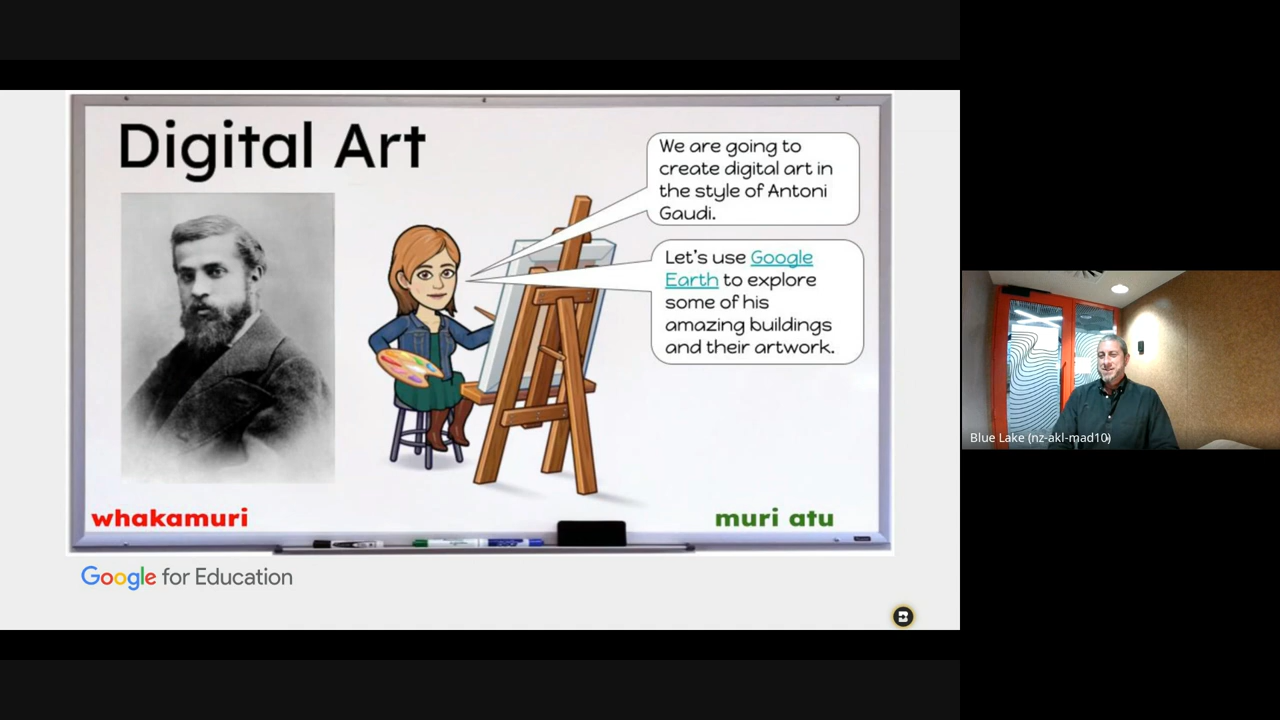 Digital Art
We are going to
create digital art in
the style of Antoni
Gaudi.
Let's use Google
Earth to explore
some of his
amazing buildings
and their artwork.
whakamuri
muri atu
Google for Education
Blue Lake (nz-akl-mad10)